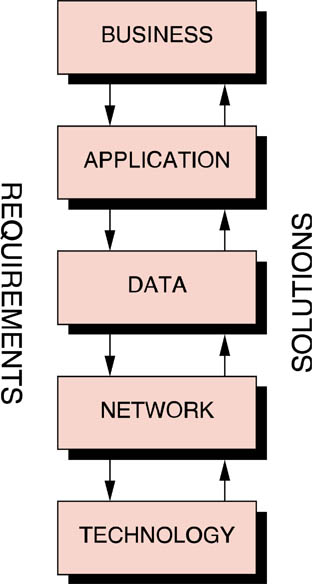 BUSINESS
APPLICATION
DATA
NETWORK
TECHNOLOGY
REQUIREMENTS
SOLUTIONS